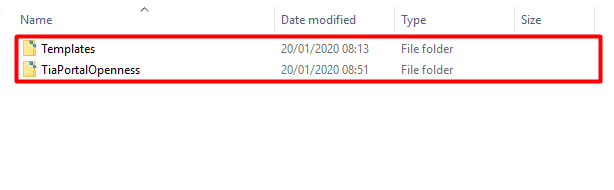 Name Date modified Type Size
Templates 20/01/2020 08:13 File folder
TiaPortalOpenness 20/01/2020 08:51 File folder